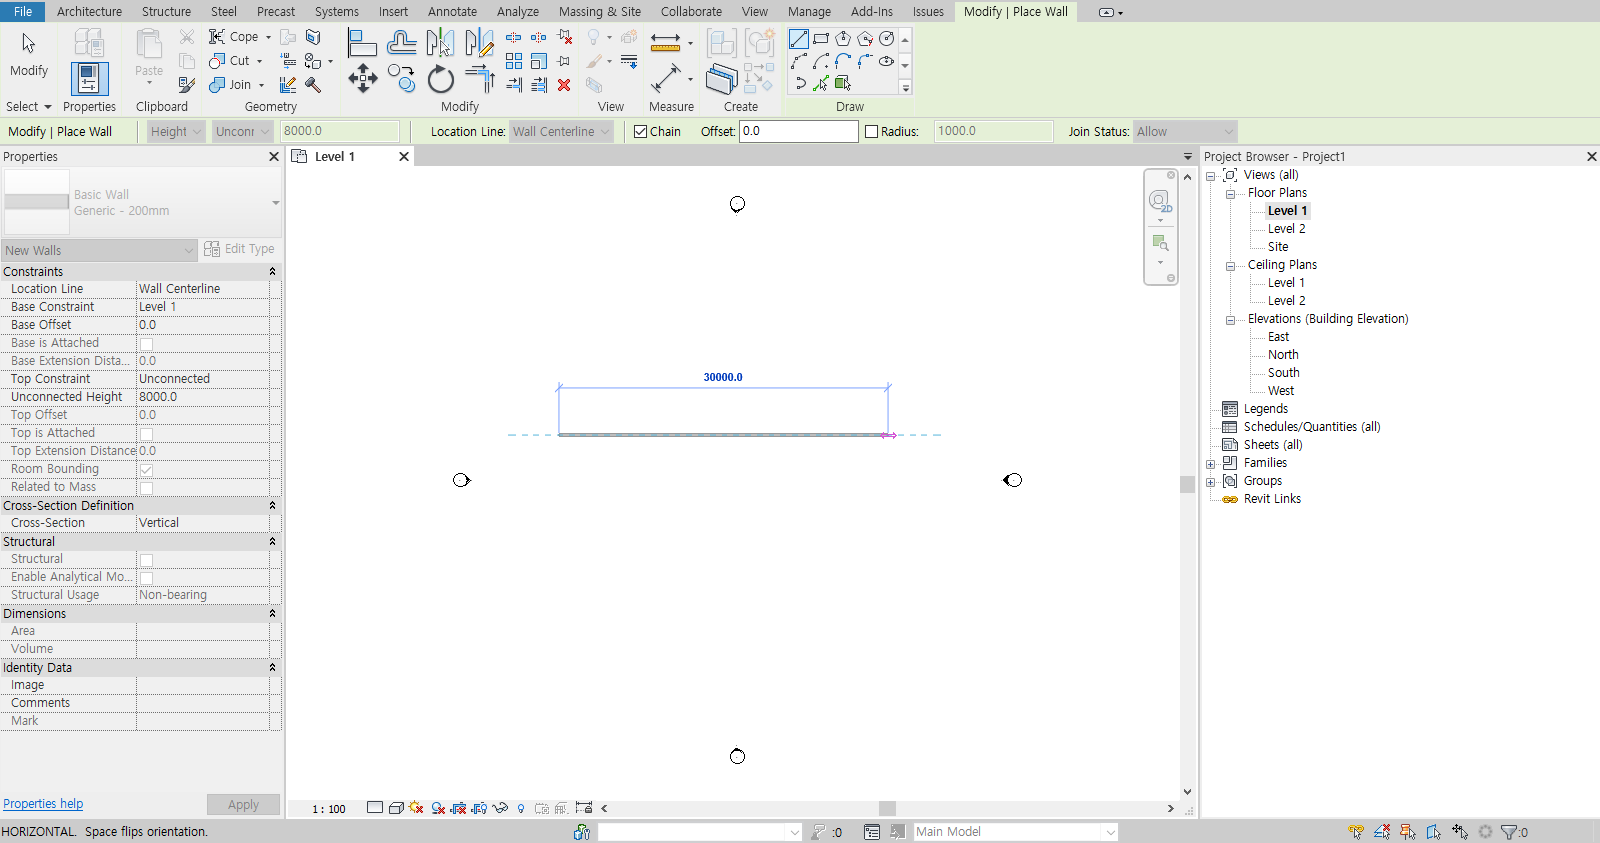 File Architecture Structure Steel Precast Systems Insert Annotate Analyze Massing & Site Collaborate View Manage Add-Ins Issues Modify | Place Wall
Modify Paste Cope Cut Join
Select Properties Clipboard Geometry Modify View Measure Create Draw
Modify | Place Wall Height Unconr 8000.0 Location Line: Wall Centerline Chain Offset: 0.0 Radius: 1000.0 Join Status: Allow
Properties
Basic Wall
Generic - 200mm
New Walls Edit Type
Constraints
Location Line Wall Centerline
Base Constraint Level 1
Base Offset 0.0
Base is Attached
Base Extension Dista... 0.0
Top Constraint Unconnected
Unconnected Height 8000.0
Top Offset 0.0
Top is Attached
Top Extension Distance 0.0
Room Bounding
Related to Mass
Cross-Section Definition
Cross-Section Vertical
Structural
Structural
Enable Analytical Mo...
Structural Usage Non-bearing
Dimensions
Area
Volume
Identity Data
Image
Comments
Mark
Properties help Apply
Level 1
2D
30000.0
1 : 100
Project Browser - Project1
Views (all)
Floor Plans
Level 1
Level 2
Site
Ceiling Plans
Level 1
Level 2
Elevations (Building Elevation)
East
North
South
West
Legends
Schedules/Quantities (all)
Sheets (all)
Families
Groups
Revit Links
HORIZONTAL. Space flips orientation. :0 Main Model :0